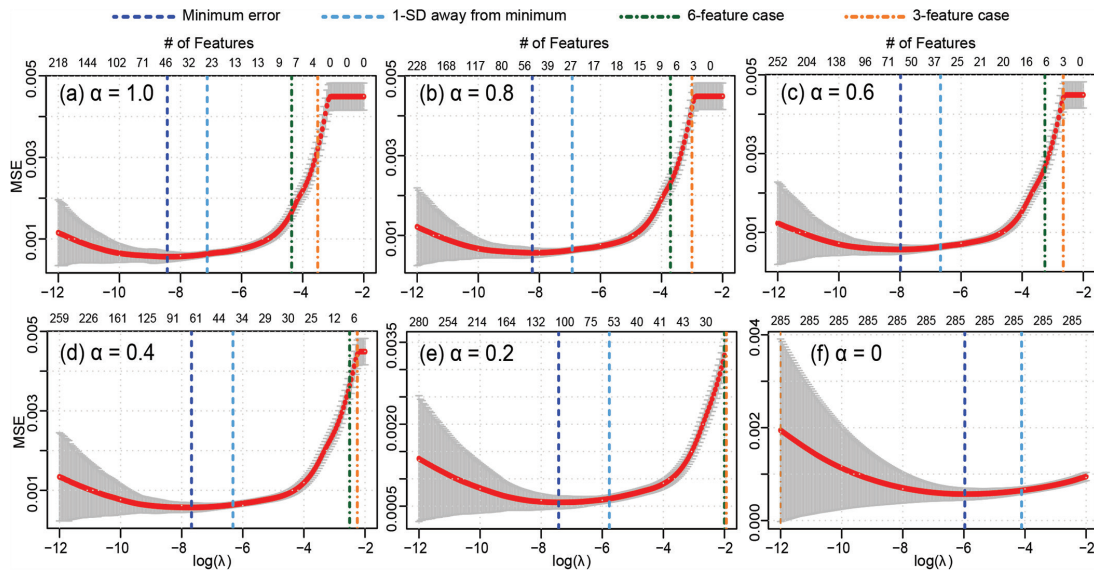 Minimum error 1-SD away from minimum 6-feature case 3-feature case
# of Features # of Features # of Features
218 144 102 71 46 32 23 13 13 9 7 4 0 0 0
228 168 117 80 56 39 27 17 18 15 9 6 3 0
252 204 138 96 71 50 37 25 21 20 16 6 3 0
(a) α = 1.0 (b) α = 0.8 (c) α = 0.6
MSE
0.005 0.003 0.001
0.005 0.003 0.001
0.005 0.003 0.001
−12 −10 −8 −6 −4 −2
−12 −10 −8 −6 −4 −2
−12 −10 −8 −6 −4 −2
259 226 161 125 91 61 44 34 29 30 25 12 6
280 254 214 164 132 100 75 53 40 41 43 30
285 285 285 285 285 285 285 285 285 285 285 285
(d) α = 0.4 (e) α = 0.2 (f) α = 0
MSE
0.005 0.003 0.001
0.0035 0.0020 0.0005
0.004 0.002 0.000
−12 −10 −8 −6 −4 −2
−12 −10 −8 −6 −4 −2
−12 −10 −8 −6 −4 −2
log(λ) log(λ) log(λ)